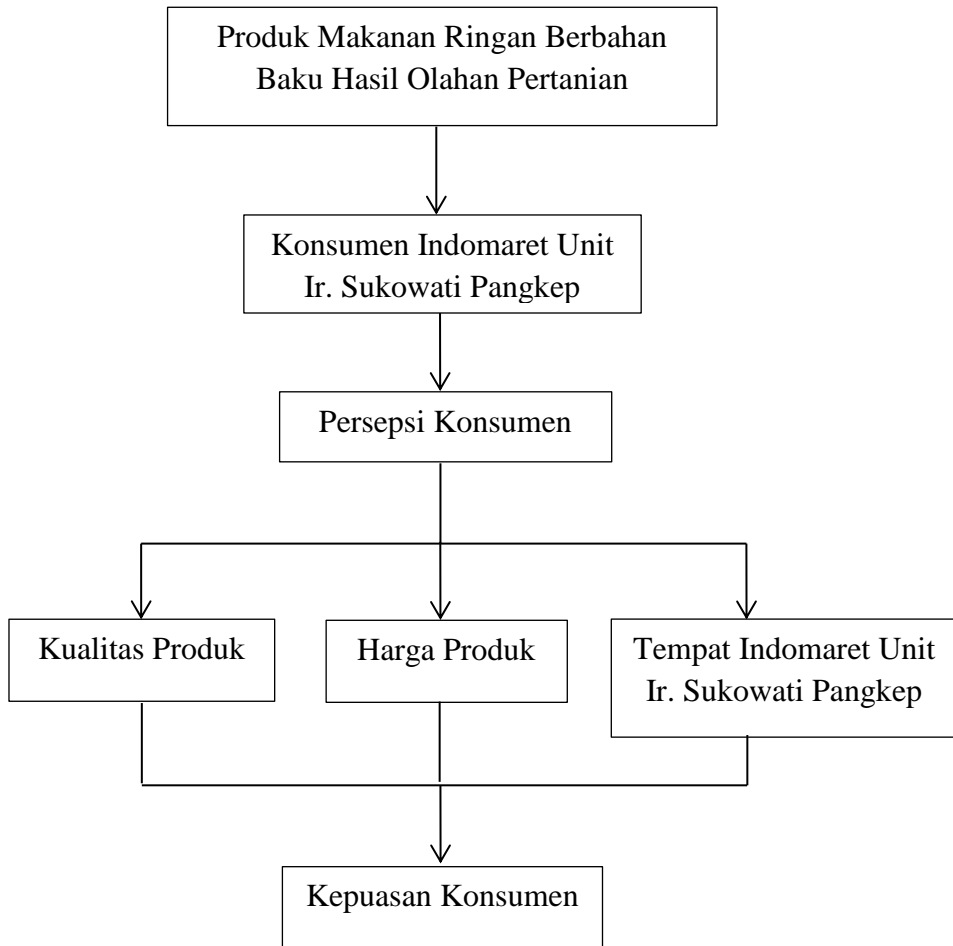 Produk Makanan Ringan Berbahan
Baku Hasil Olahan Pertanian
Konsumen Indomaret Unit
Ir. Sukowati Pangkep
Persepsi Konsumen
Kualitas Produk
Harga Produk
Tempat Indomaret Unit
Ir. Sukowati Pangkep
Kepuasan Konsumen